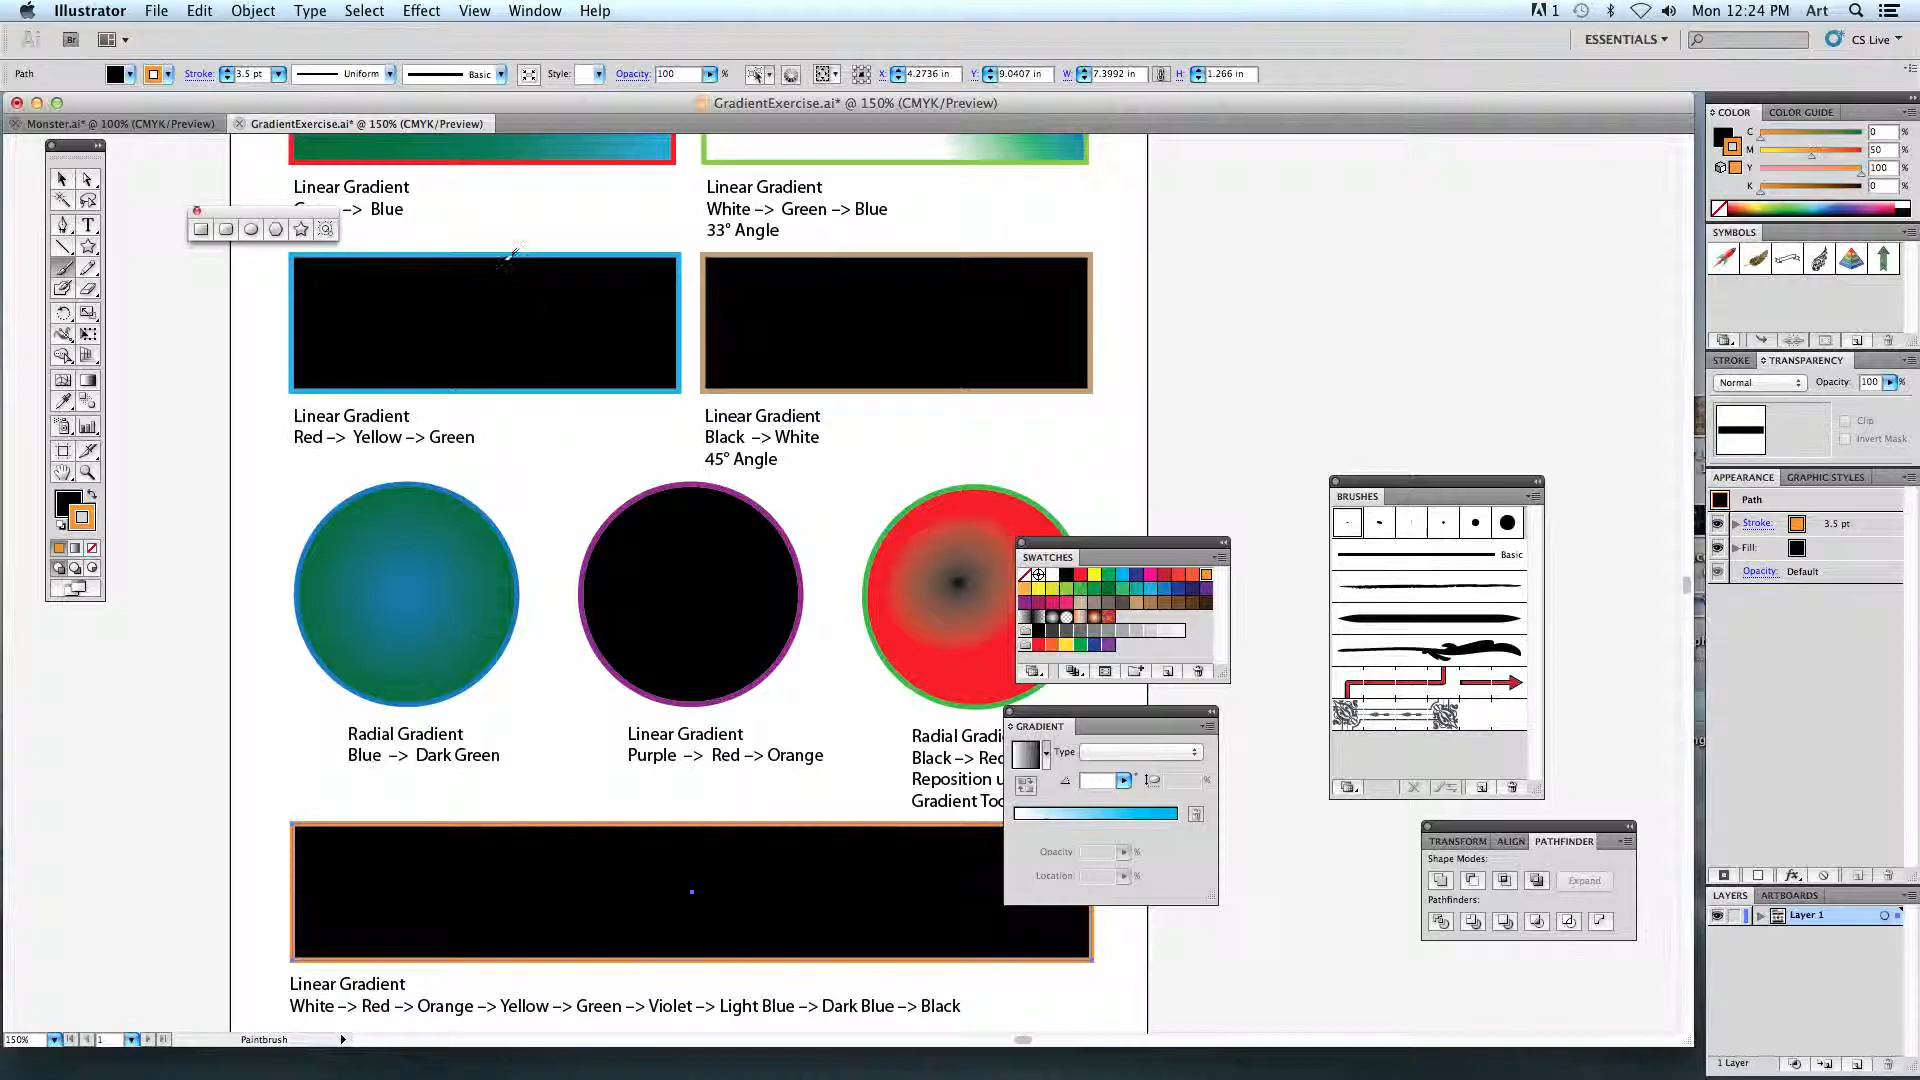 Illustrator File Edit Object Type Select Effect View Window Help
1 Mon 12:24 PM Art
Ai Br ESSENTIALS CS Live
Path Stroke: 3.5 pt Uniform Basic Style: Opacity: 100 % X: 4.2736 in Y: 9.0407 in W: 7.3992 in H: 1.266 in
GradientExercise.ai* @ 150% (CMYK/Preview)
Monster.ai* @ 100% (CMYK/Preview) GradientExercise.ai* @ 150% (CMYK/Preview)
COLOR COLOR GUIDE
C 0 %
M 50 %
Y 100 %
K 0 %
SYMBOLS
STROKE TRANSPARENCY
Normal Opacity: 100 %
Clip
Invert Mask
APPEARANCE GRAPHIC STYLES
Path
Stroke: 3.5 pt
Fill:
Opacity: Default
LAYERS ARTBOARDS
Layer 1
1 Layer
Linear Gradient
–> Blue
Linear Gradient
White –> Green –> Blue
33° Angle
Linear Gradient
Red –> Yellow –> Green
Linear Gradient
Black –> White
45° Angle
Radial Gradient
Blue –> Dark Green
Linear Gradient
Purple –> Red –> Orange
Radial Gradi
Black –> Red
Reposition u
Gradient Too
Linear Gradient
White –> Red –> Orange –> Yellow –> Green –> Violet –> Light Blue –> Dark Blue –> Black
SWATCHES
GRADIENT
Type
%
Opacity %
Location: %
BRUSHES
Basic
TRANSFORM ALIGN PATHFINDER
Shape Modes:
Expand
Pathfinders:
150% 1 Paintbrush